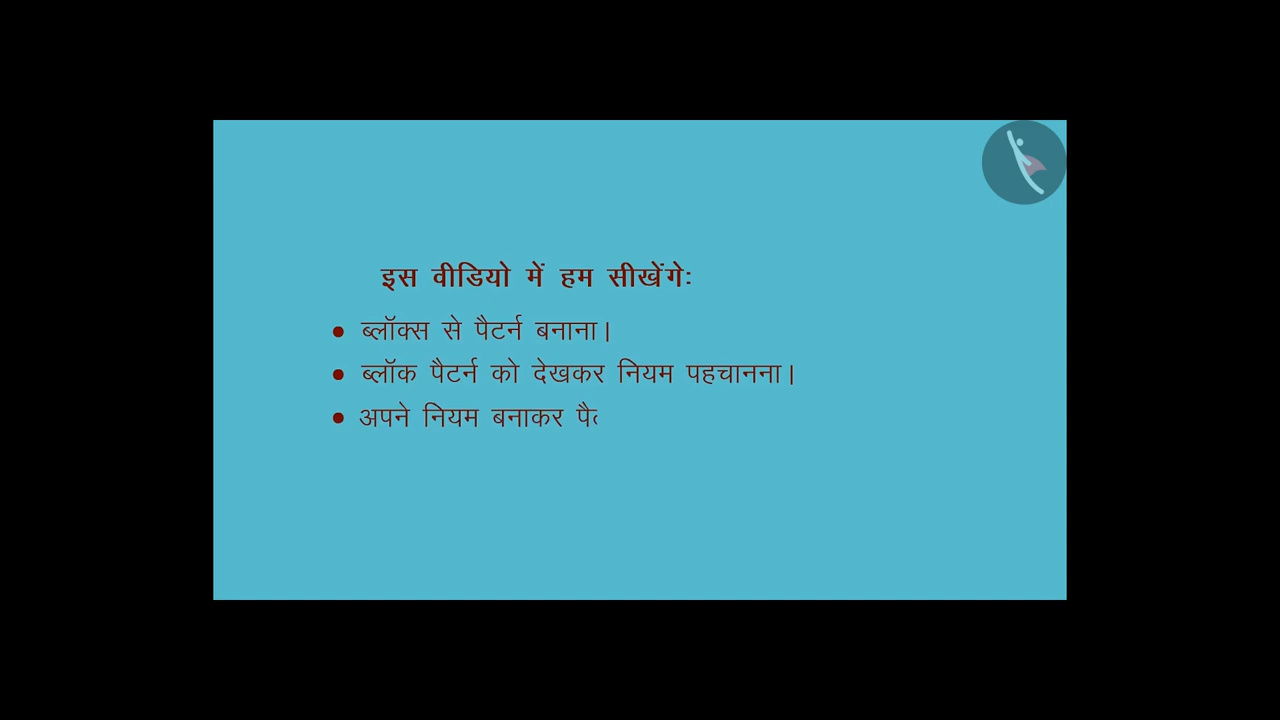 इस वीडियो में हम सीखेंगे:
• ब्लॉक्स से पैटर्न बनाना।
• ब्लॉक पैटर्न को देखकर नियम पहचानना।
• अपने नियम बनाकर